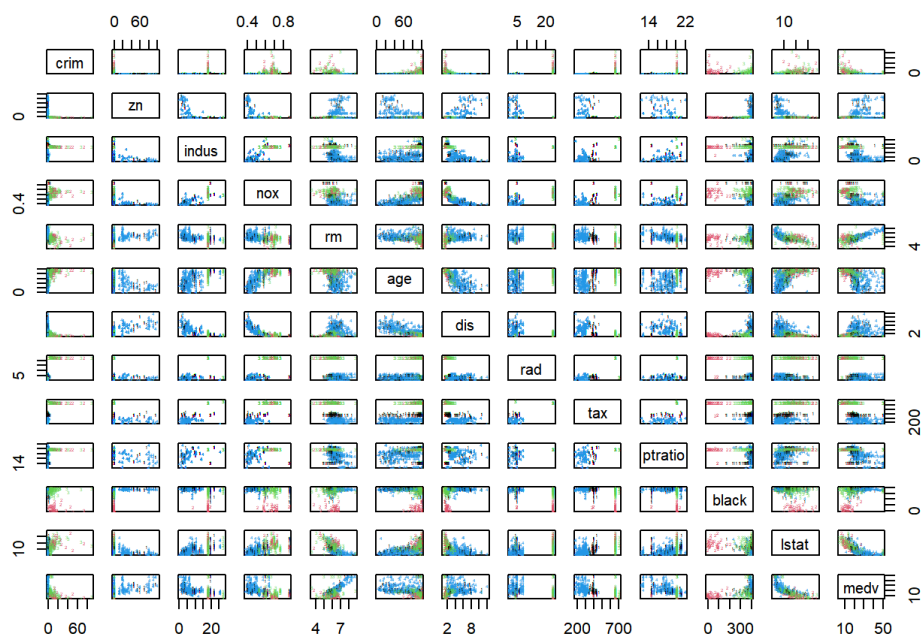 0 60 0.4 0.8 0 60 5 20 14 22 10
crim 0
0 zn
indus 0
0.4 nox
rm 4
0 age
dis 2
5 rad
tax 200
14 ptratio
black 0
10 lstat
medv 10
0 60 0 20 4 7 2 8 200 700 0 300 10 50